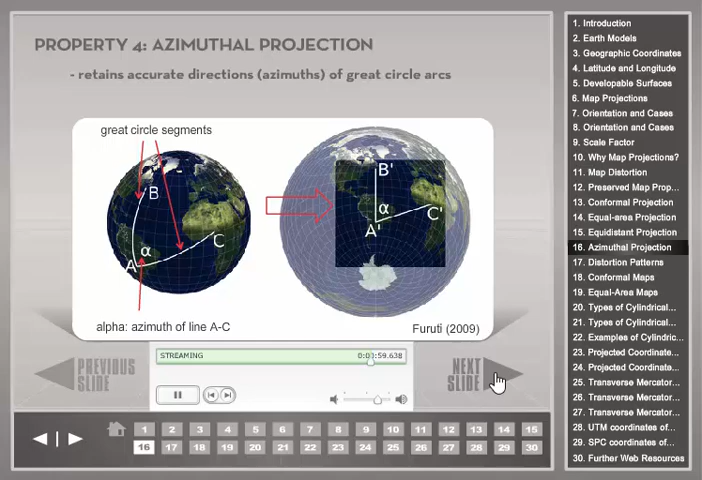 PROPERTY 4: AZIMUTHAL PROJECTION
- retains accurate directions (azimuths) of great circle arcs
great circle segments
B
α
A
C
alpha: azimuth of line A-C
B'
α
A'
C'
Furuti (2009)
PREVIOUS
SLIDE
STREAMING
NEXT
SLIDE
1 2 3 4 5 6 7 8 9 10 11 12 13 14 15
16 17 18 19 20 21 22 23 24 25 26 27 28 29 30
1. Introduction
2. Earth Models
3. Geographic Coordinates
4. Latitude and Longitude
5. Developable Surfaces
6. Map Projections
7. Orientation and Cases
8. Orientation and Cases
9. Scale Factor
10. Why Map Projections?
11. Map Distortion
12. Preserved Map Prop...
13. Conformal Projection
14. Equal-area Projection
15. Equidistant Projection
16. Azimuthal Projection
17. Distortion Patterns
18. Conformal Maps
19. Equal-Area Maps
20. Types of Cylindrical...
21. Types of Cylindrical...
22. Examples of Cylindric...
23. Projected Coordinate...
24. Projected Coordinate...
25. Transverse Mercator...
26. Transverse Mercator...
27. Transverse Mercator...
28. UTM coordinates of...
29. SPC coordinates of...
30. Further Web Resources